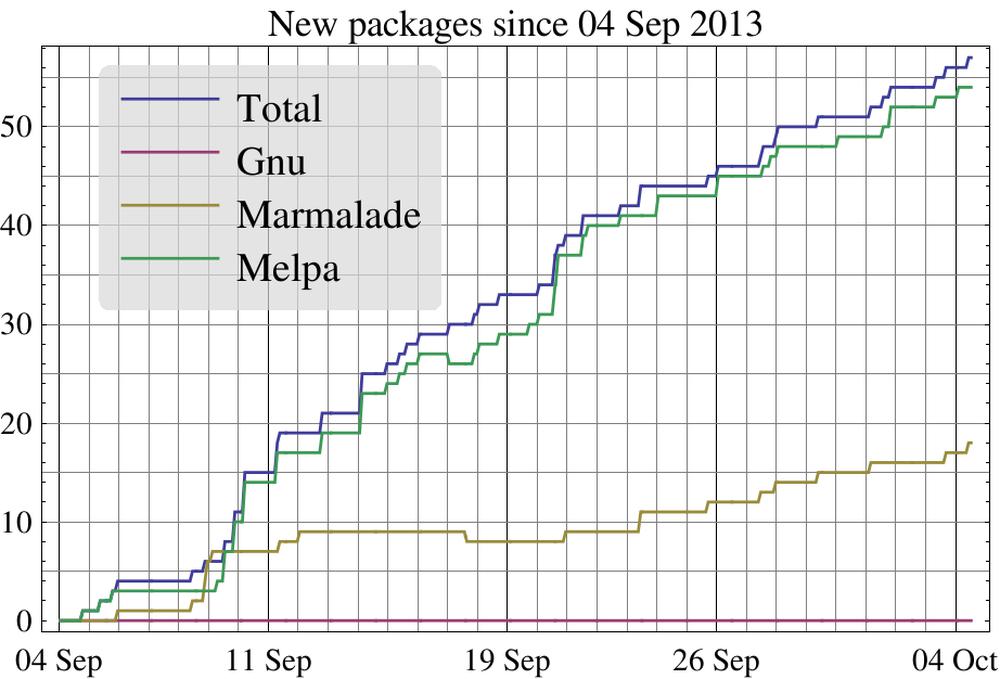 New packages since 04 Sep 2013
Total
Gnu
Marmalade
Melpa
50
40
30
20
10
0
04 Sep 11 Sep 19 Sep 26 Sep 04 Oct